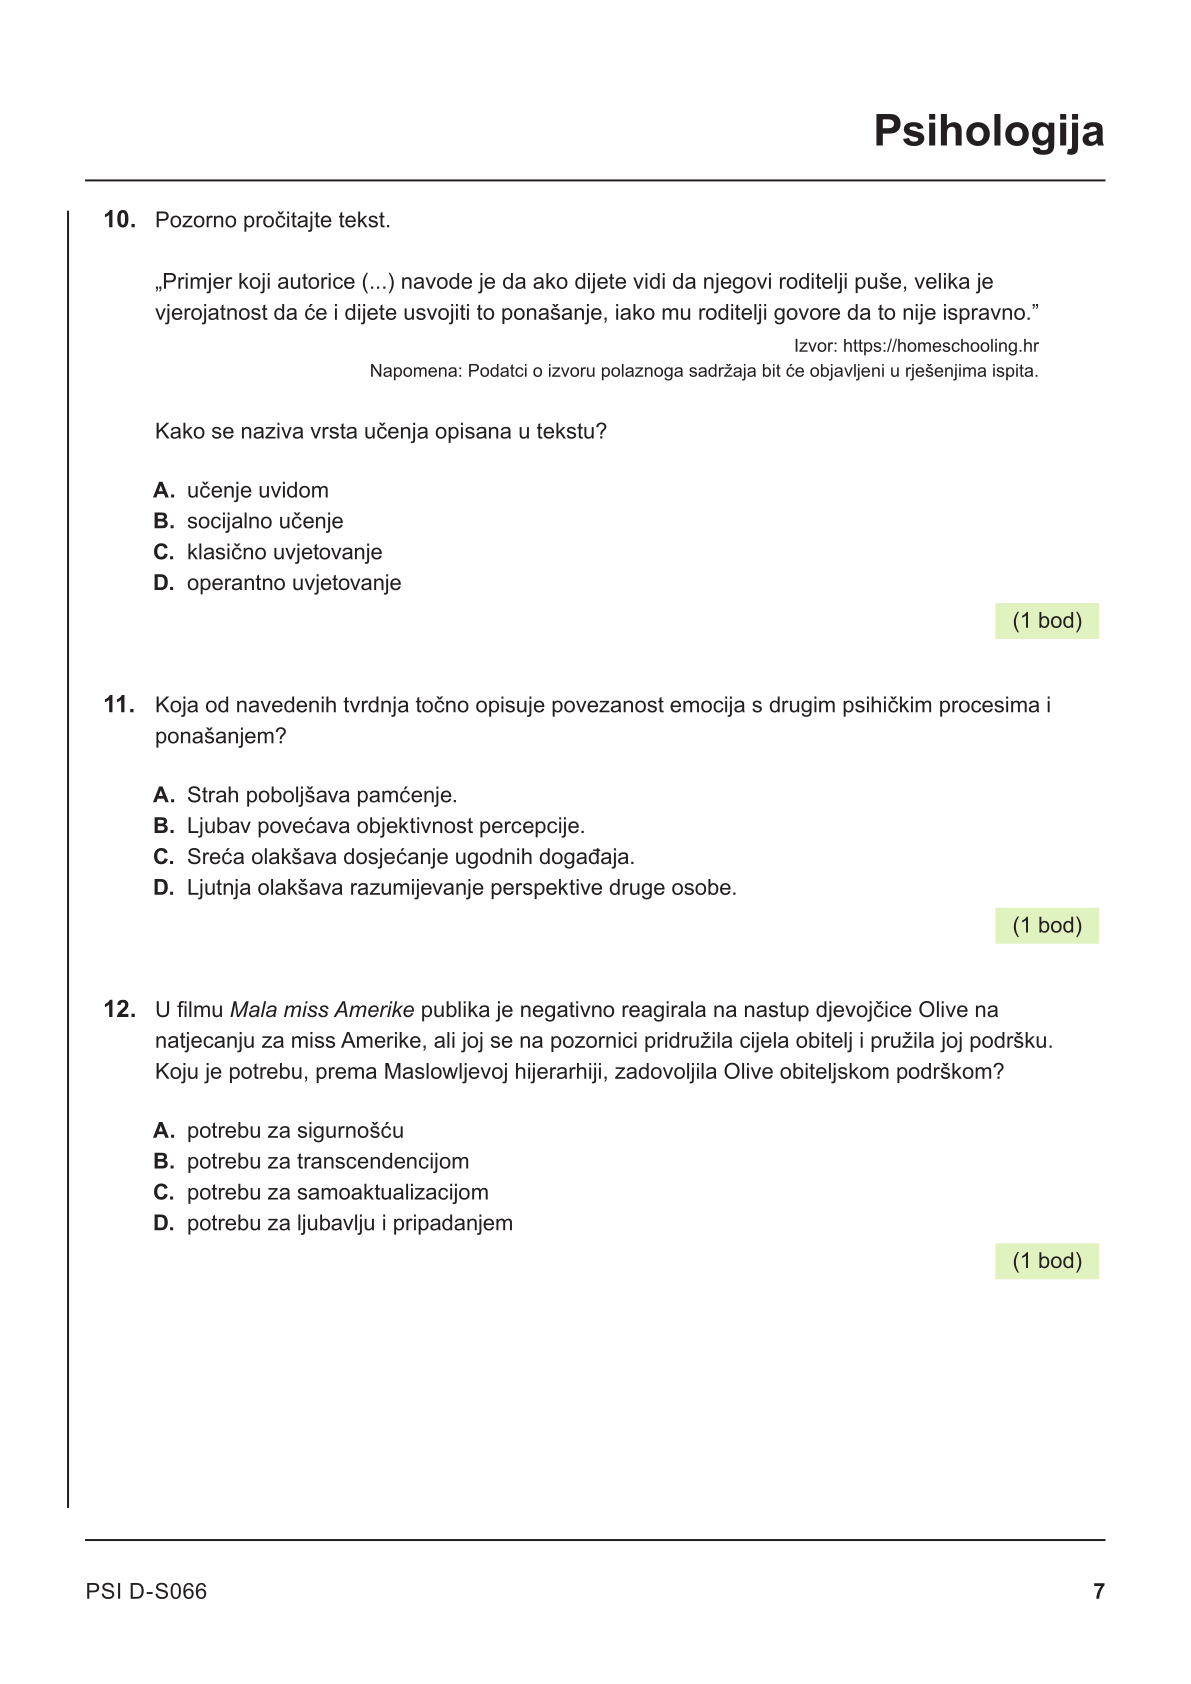 Psihologija
10. Pozorno pročitajte tekst.
„Primjer koji autorice (...) navode je da ako dijete vidi da njegovi roditelji puše, velika je
vjerojatnost da će i dijete usvojiti to ponašanje, iako mu roditelji govore da to nije ispravno.”
Izvor: https://homeschooling.hr
Napomena: Podatci o izvoru polaznoga sadržaja bit će objavljeni u rješenjima ispita.
Kako se naziva vrsta učenja opisana u tekstu?
A. učenje uvidom
B. socijalno učenje
C. klasično uvjetovanje
D. operantno uvjetovanje
(1 bod)
11. Koja od navedenih tvrdnja točno opisuje povezanost emocija s drugim psihičkim procesima i
ponašanjem?
A. Strah poboljšava pamćenje.
B. Ljubav povećava objektivnost percepcije.
C. Sreća olakšava dosjećanje ugodnih događaja.
D. Ljutnja olakšava razumijevanje perspektive druge osobe.
(1 bod)
12. U filmu Mala miss Amerike publika je negativno reagirala na nastup djevojčice Olive na
natjecanju za miss Amerike, ali joj se na pozornici pridružila cijela obitelj i pružila joj podršku.
Koju je potrebu, prema Maslowljevoj hijerarhiji, zadovoljila Olive obiteljskom podrškom?
A. potrebu za sigurnošću
B. potrebu za transcendencijom
C. potrebu za samoaktualizacijom
D. potrebu za ljubavlju i pripadanjem
(1 bod)
PSI D-S066
7